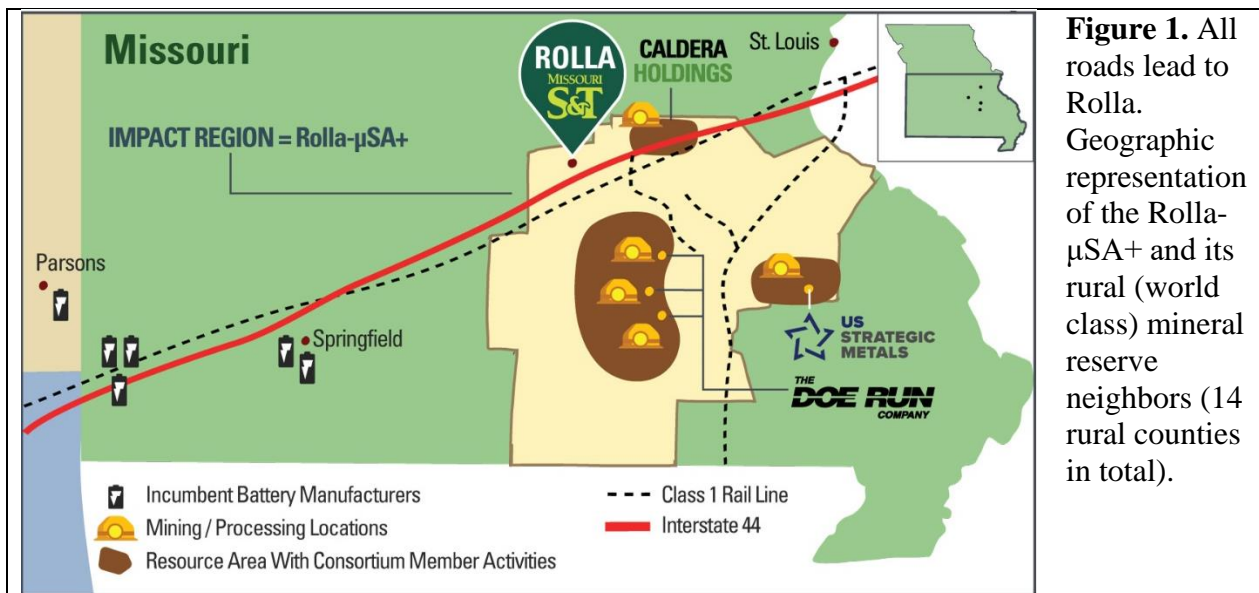 Missouri
ROLLA
MISSOURI
S&T
CALDERA
HOLDINGS
St. Louis
IMPACT REGION = Rolla-µSA+
Parsons
Springfield
US
STRATEGIC
METALS
THE
DOE RUN
COMPANY
Incumbent Battery Manufacturers
Mining / Processing Locations
Resource Area With Consortium Member Activities
Class 1 Rail Line
Interstate 44
Figure 1. All
roads lead to
Rolla.
Geographic
representation
of the Rolla-
µSA+ and its
rural (world
class) mineral
reserve
neighbors (14
rural counties
in total).